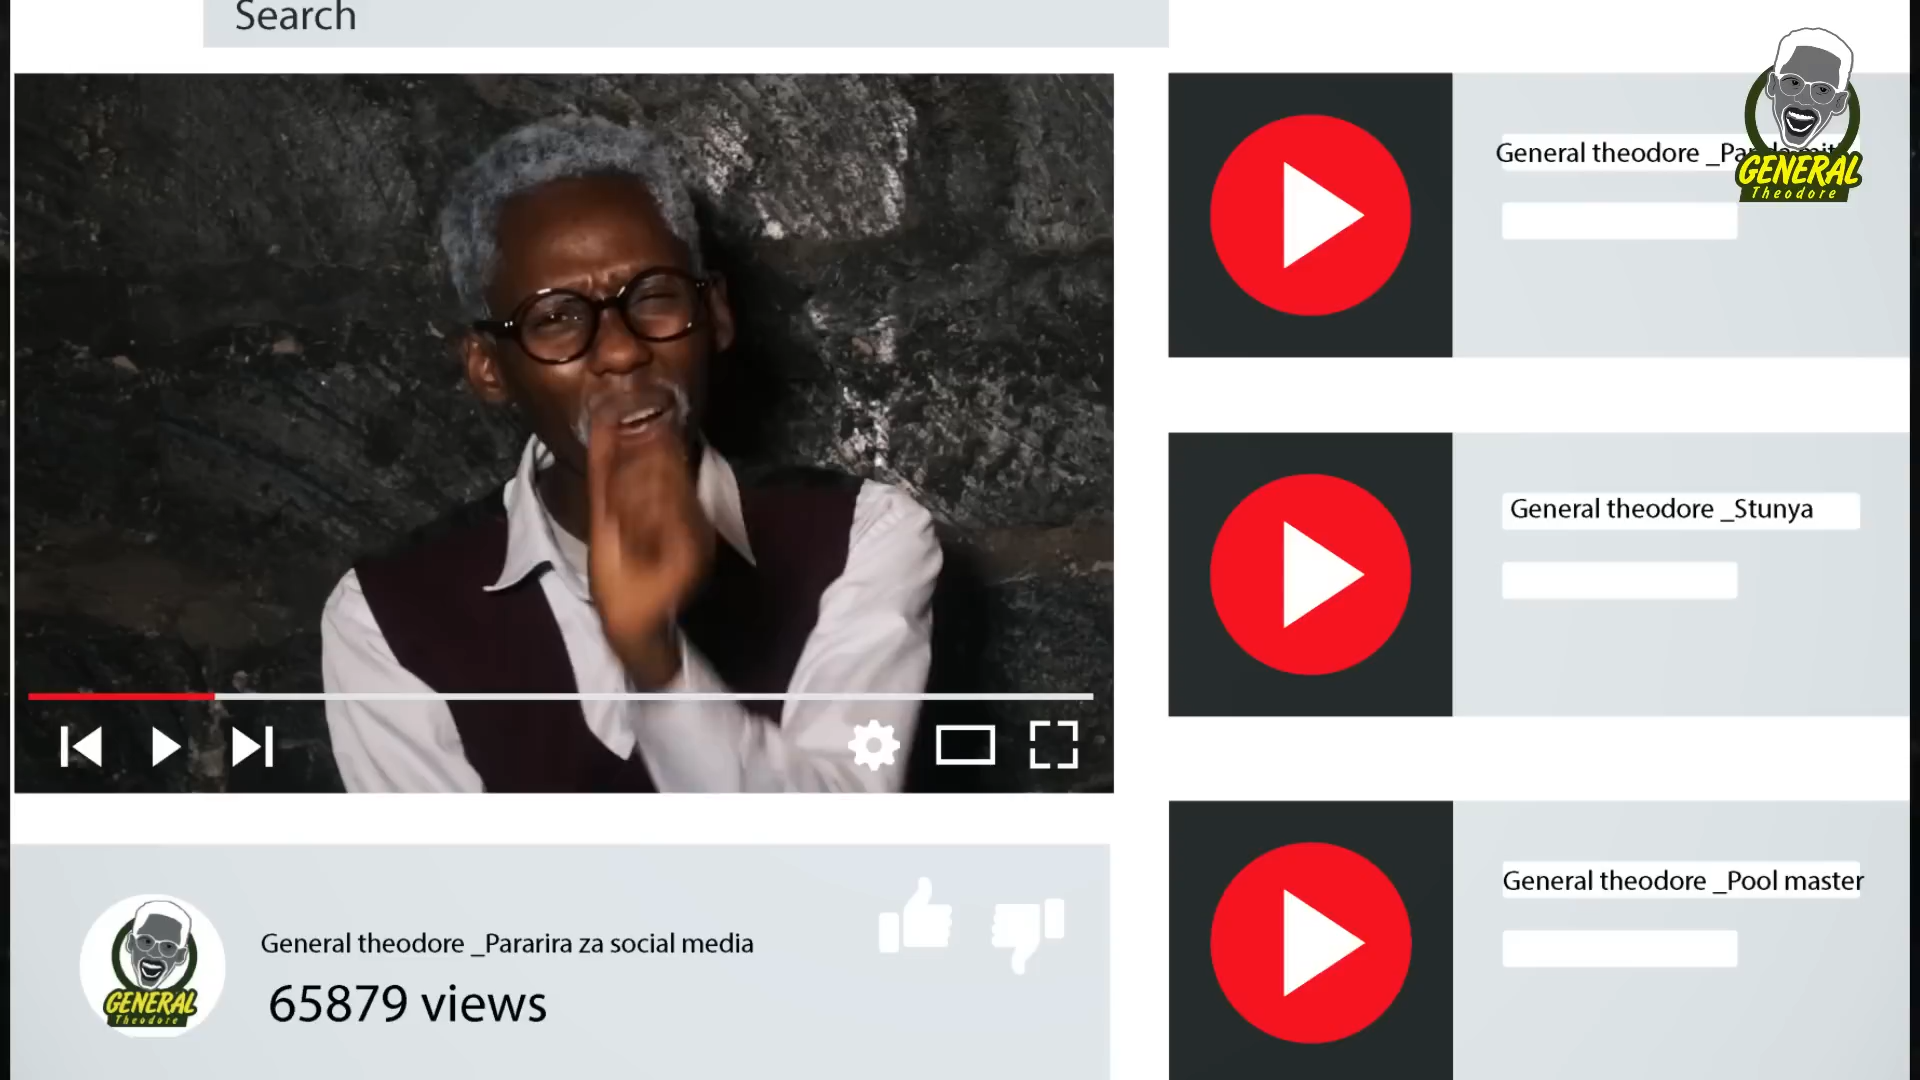 Search
General theodore _Pa
GENERAL
Theodore
General theodore _Stunya
General theodore _Pool master
General theodore _Pararira za social media
65879 views
GENERAL
Theodore